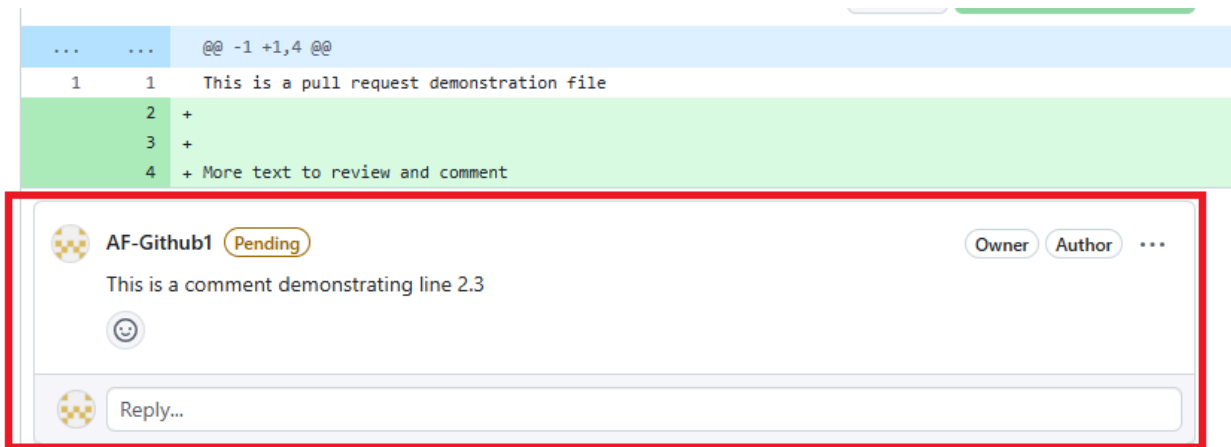 ... ... @@ -1 +1,4 @@
1 1 This is a pull request demonstration file
2 +
3 +
4 + More text to review and comment
AF-Github1 Pending Owner Author ...
This is a comment demonstrating line 2.3
Reply...